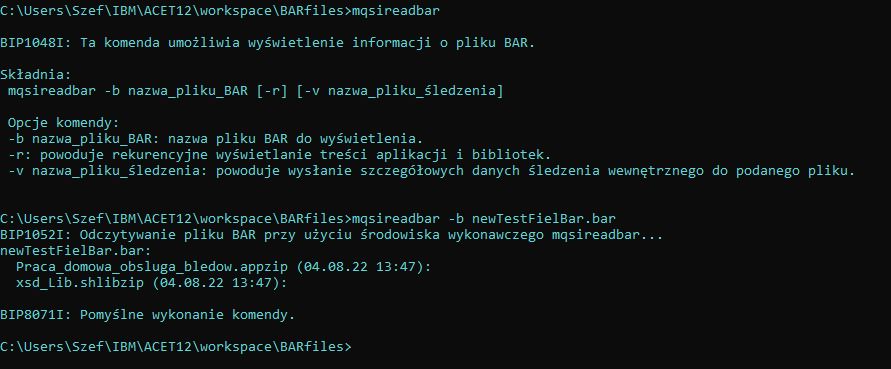 C:\Users\Szef\IBM\ACET12\workspace\BARfiles>mqsireadbar
BIP1048I: Ta komenda umożliwia wyświetlenie informacji o pliku BAR.
Składnia:
mqsireadbar -b nazwa_pliku_BAR [-r] [-v nazwa_pliku_śledzenia]
Opcje komendy:
-b nazwa_pliku_BAR: nazwa pliku BAR do wyświetlenia.
-r: powoduje rekurencyjne wyświetlanie treści aplikacji i bibliotek.
-v nazwa_pliku_śledzenia: powoduje wysłanie szczegółowych danych śledzenia wewnętrznego do podanego pliku.
C:\Users\Szef\IBM\ACET12\workspace\BARfiles>mqsireadbar -b newTestFielBar.bar
BIP1052I: Odczytywanie pliku BAR przy użyciu środowiska wykonawczego mqsireadbar...
newTestFielBar.bar:
Praca_domowa_obsluga_bledow.appzip (04.08.22 13:47):
xsd_Lib.shlibzip (04.08.22 13:47):
BIP8071I: Pomyślne wykonanie komendy.
C:\Users\Szef\IBM\ACET12\workspace\BARfiles>